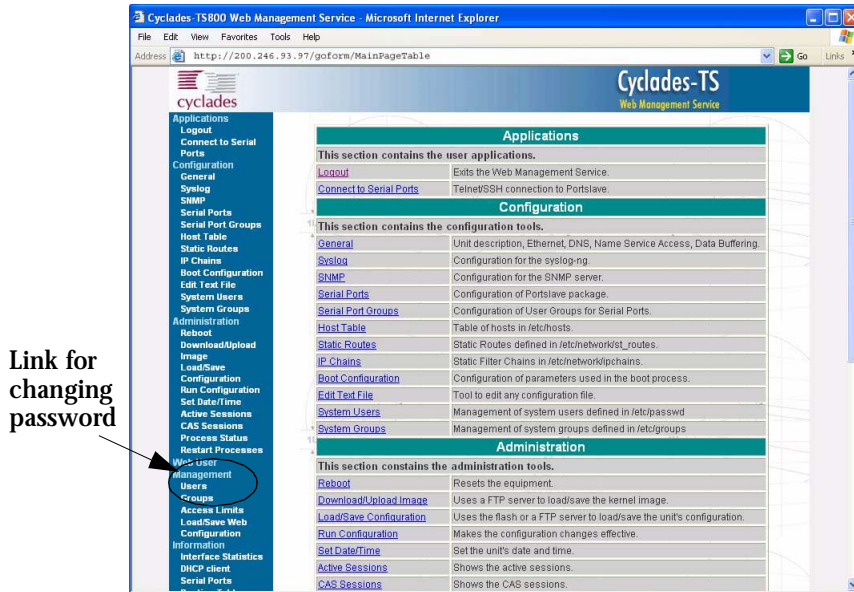 Cyclades-TS800 Web Management Service - Microsoft Internet Explorer
File Edit View Favorites Tools Help
Address http://200.246.93.97/goform/MainPageTable Go Links
cyclades
Cyclades-TS
Web Management Service
Applications
Logout
Connect to Serial
Ports
Configuration
General
Syslog
SNMP
Serial Ports
Serial Port Groups
Host Table
Static Routes
IP Chains
Boot Configuration
Edit Text File
System Users
System Groups
Administration
Reboot
Download/Upload
Image
Load/Save
Configuration
Run Configuration
Set Date/Time
Active Sessions
CAS Sessions
Process Status
Restart Processes
Web User
Management
Users
Groups
Access Limits
Load/Save Web
Configuration
Information
Interface Statistics
DHCP client
Serial Ports
Link for
changing
password
Applications
This section contains the user applications.
Logout Exits the Web Management Service.
Connect to Serial Ports Telnet/SSH connection to Portslave.
Configuration
This section contains the configuration tools.
General Unit description, Ethernet, DNS, Name Service Access, Data Buffering.
Syslog Configuration for the syslog-ng.
SNMP Configuration for the SNMP server.
Serial Ports Configuration of Portslave package.
Serial Port Groups Configuration of User Groups for Serial Ports.
Host Table Table of hosts in /etc/hosts.
Static Routes Static Routes defined in /etc/network/st_routes.
IP Chains Static Filter Chains in /etc/network/ipchains.
Boot Configuration Configuration of parameters used in the boot process.
Edit Text File Tool to edit any configuration file.
System Users Management of system users defined in /etc/passwd
System Groups Management of system groups defined in /etc/groups
Administration
This section constains the administration tools.
Reboot Resets the equipment.
Download/Upload Image Uses a FTP server to load/save the kernel image.
Load/Save Configuration Uses the flash or a FTP server to load/save the unit's configuration.
Run Configuration Makes the configuration changes effective.
Set Date/Time Set the unit's date and time.
Active Sessions Shows the active sessions.
CAS Sessions Shows the CAS sessions.